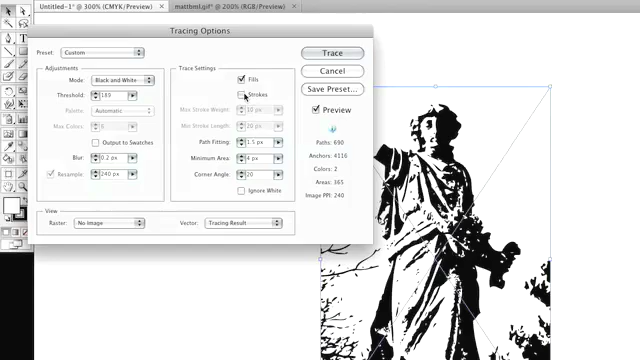 Untitled-1* @ 300% (CMYK/Preview)
mattbml.gif* @ 200% (RGB/Preview)
Tracing Options
Preset: Custom
Trace
Cancel
Save Preset...
Preview
Adjustments
Mode: Black and White
Threshold: 189
Palette: Automatic
Max Colors: 6
Output to Swatches
Blur: 0.2 px
Resample: 240 px
Trace Settings
Fills
Strokes
Max Stroke Weight: 10 px
Min Stroke Length: 20 px
Path Fitting: 1.5 px
Minimum Area: 4 px
Corner Angle: 20
Ignore White
Paths: 690
Anchors: 4116
Colors: 2
Areas: 365
Image PPI: 240
View
Raster: No Image
Vector: Tracing Result